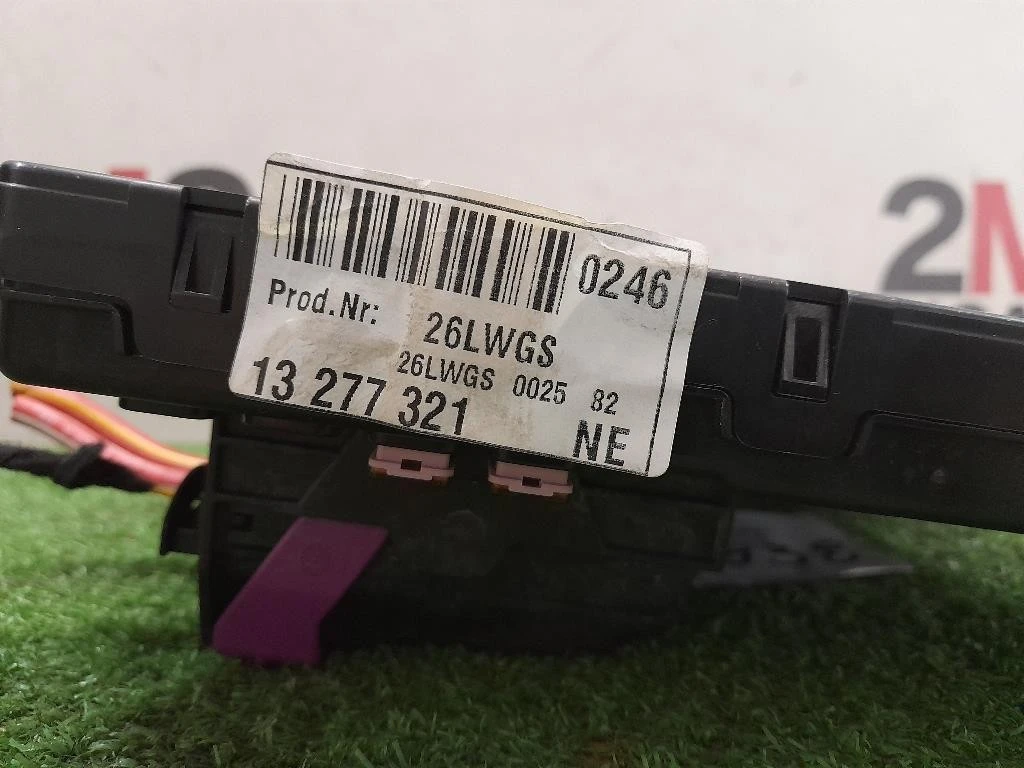 0246
Prod.Nr: 26LWGS
26LWGS 0025 82
13 277 321 NE
2M